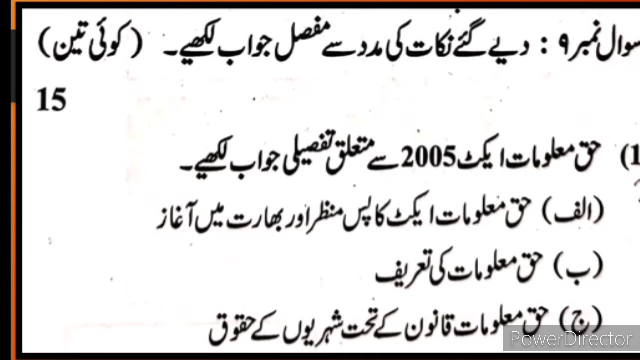 سوال نمبر ۹ : دیے گئے نکات کی مدد سے مفصل جواب لکھیے۔ (کوئی تین)
15
(1 حق معلومات ایکٹ 2005 سے متعلق تفصیلی جواب لکھیے۔
(الف) حق معلومات ایکٹ کا پس منظر اور بھارت میں آغاز
(ب) حق معلومات کی تعریف
(ج) حق معلومات قانون کے تحت شہریوں کے حقوق
PowerDirector